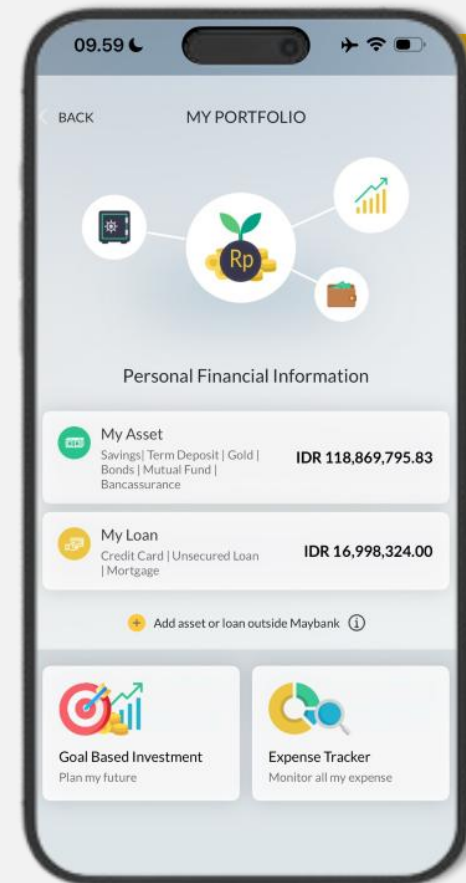 09.59
BACK
MY PORTFOLIO
Rp
Personal Financial Information
My Asset
Savings| Term Deposit | Gold |
Bonds | Mutual Fund |
Bancassurance
IDR 118,869,795.83
My Loan
Credit Card | Unsecured Loan
| Mortgage
IDR 16,998,324.00
Add asset or loan outside Maybank
Goal Based Investment
Plan my future
Expense Tracker
Monitor all my expense